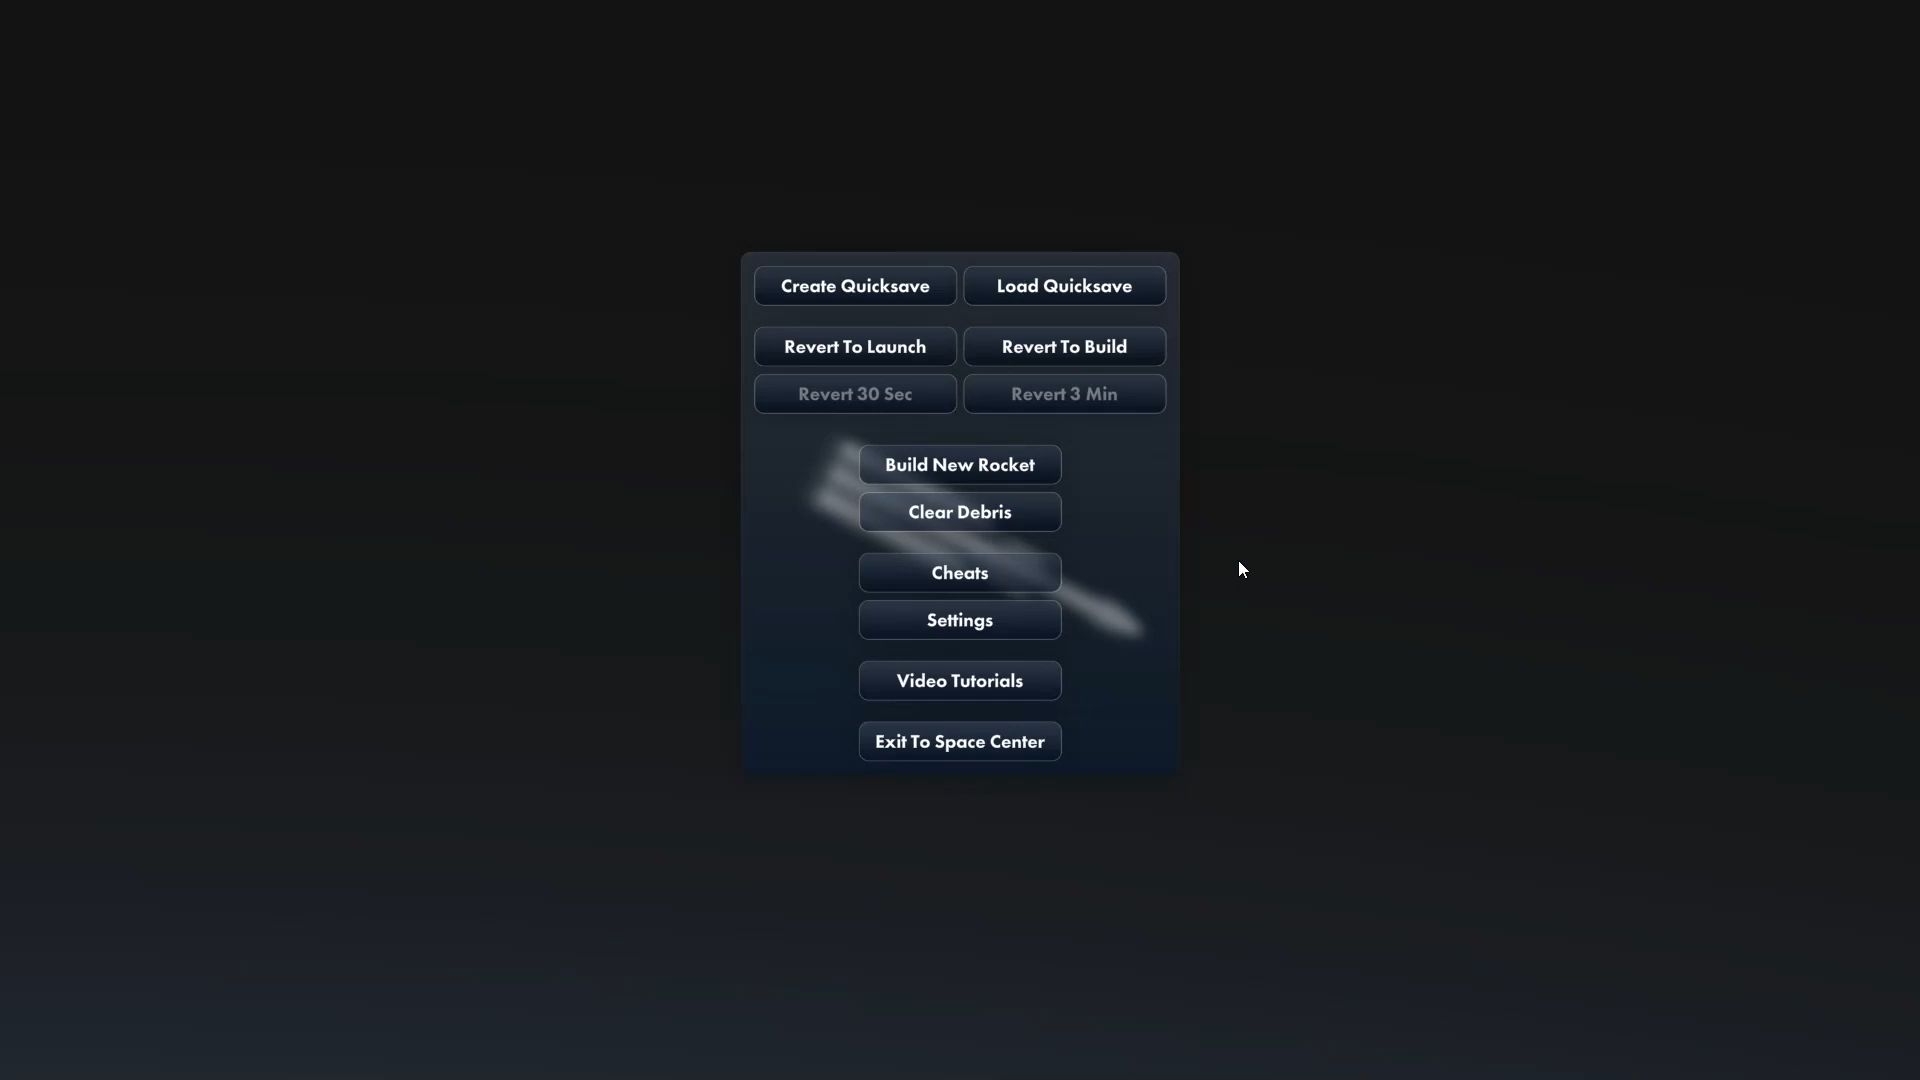 Create Quicksave
Load Quicksave
Revert To Launch
Revert To Build
Revert 30 Sec
Revert 3 Min
Build New Rocket
Clear Debris
Cheats
Settings
Video Tutorials
Exit To Space Center